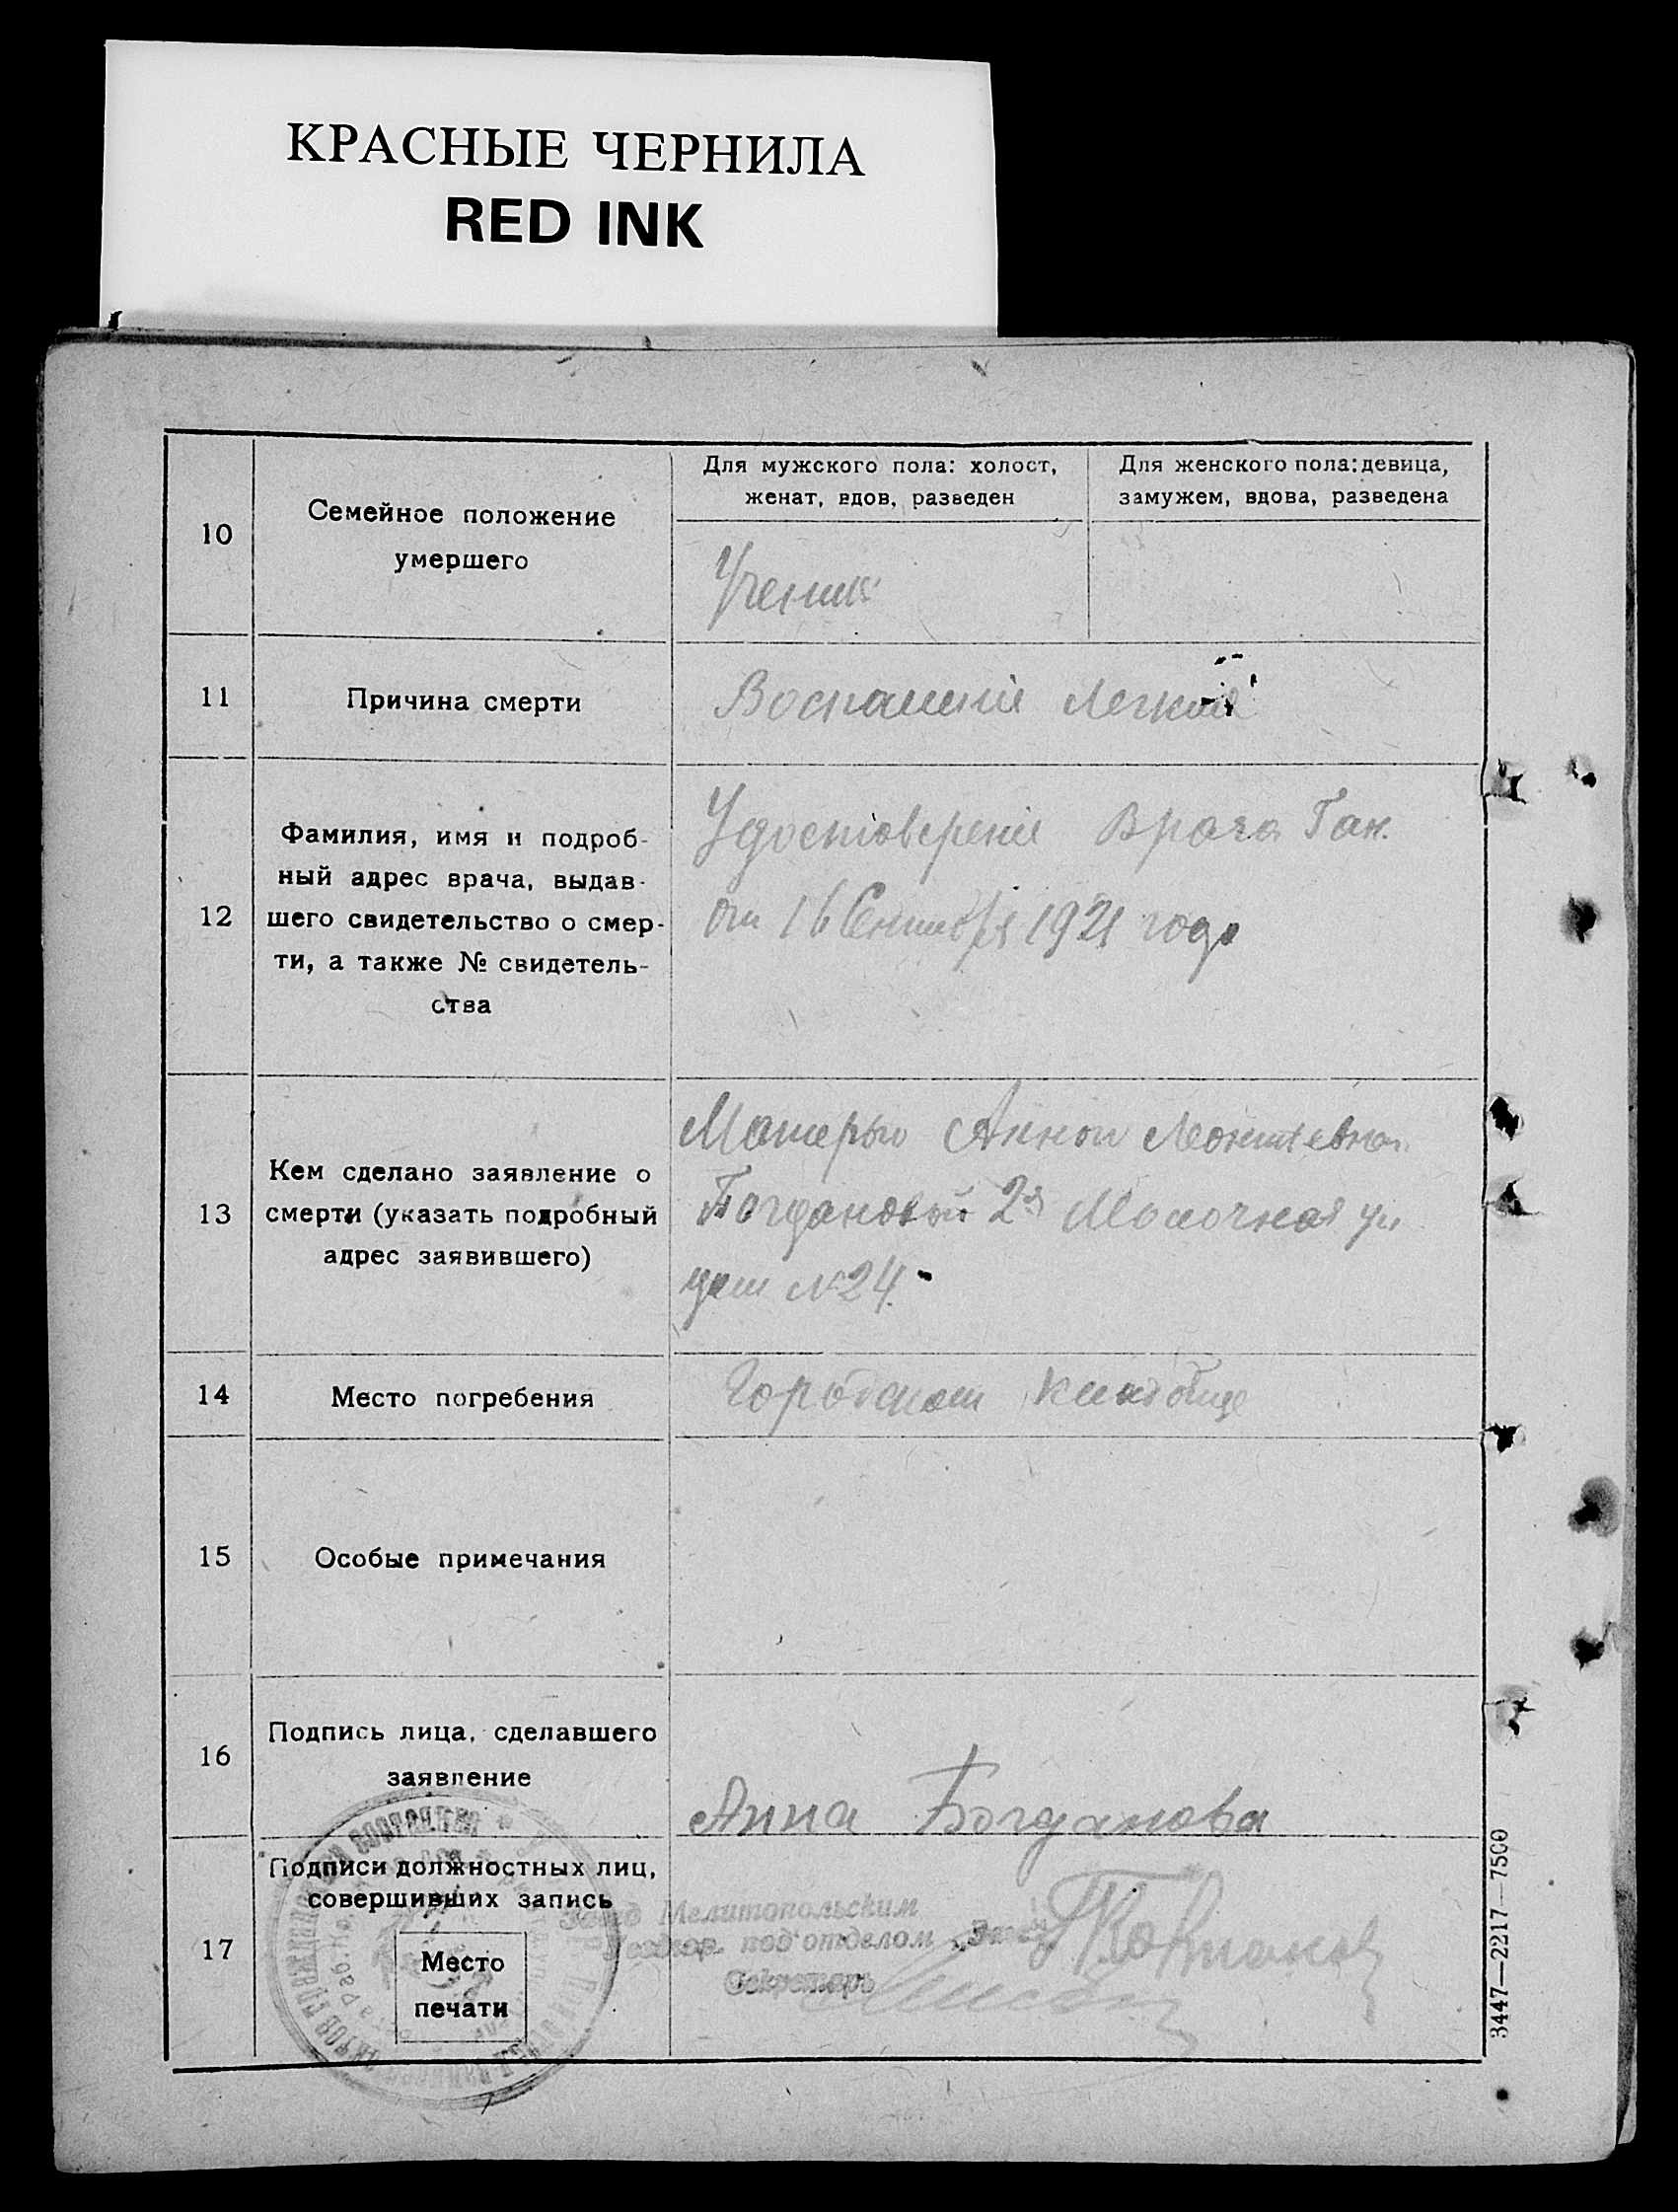 КРАСНЫЕ ЧЕРНИЛА
RED INK
10
Семейное положение
умершего
Для мужского пола: холост,
женат, вдов, разведен
Для женского пола: девица,
замужем, вдова, разведена
Ученик
11
Причина смерти
Воспаление Легких
12
Фамилия, имя и подроб-
ный адрес врача, выдав-
шего свидетельство о смер-
ти, а также № свидетель-
ства
Удостоверение Врача Гак.
от 16 Сентября 1921 года
13
Кем сделано заявление о
смерти (указать подробный
адрес заявившего)
Матерью Анной Леонтьевной
Богдановой 2я Молочная ул
дом №24.
14
Место погребения
Городском кладбище
15
Особые примечания
16
Подпись лица, сделавшего
заявление
Анна Богданова
17
Подписи должностных лиц,
совершивших запись
Место
печати
Завед Мелитопольским
подотделом
Секретарь
3447—2217—7500